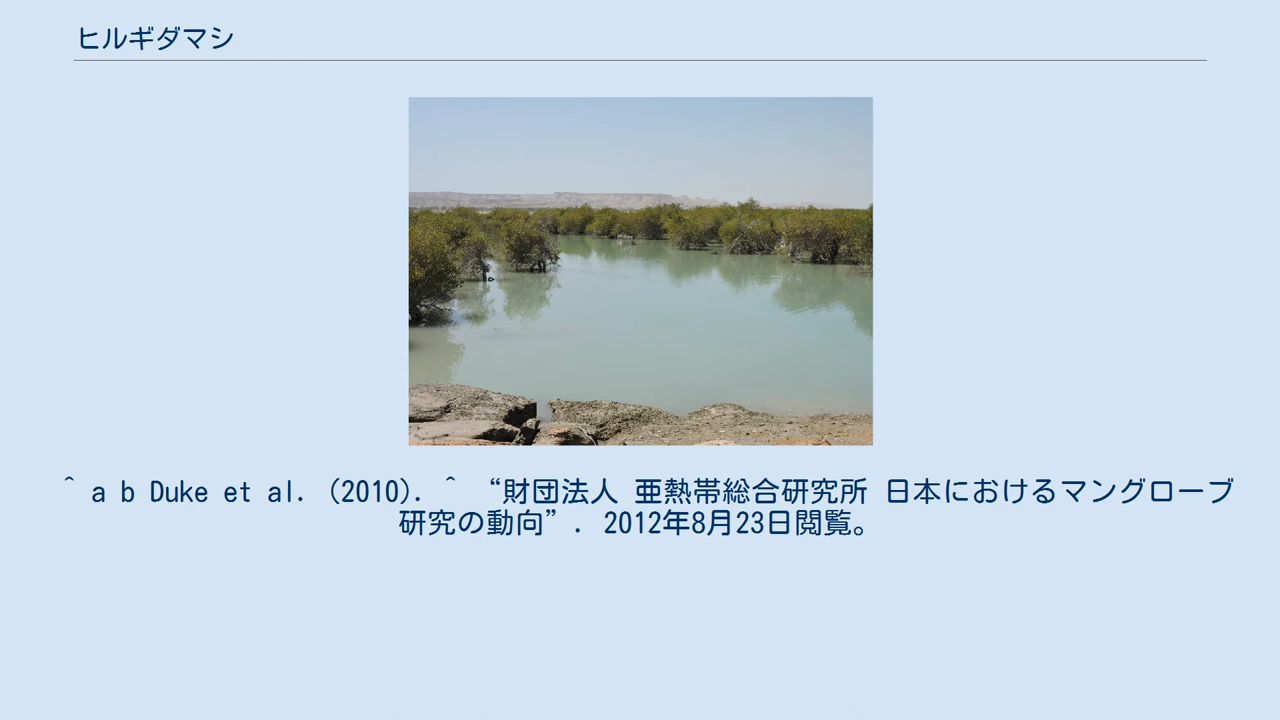 ヒルギダマシ
^ a b Duke et al. (2010). ^ “財団法人 亜熱帯総合研究所 日本におけるマングローブ
研究の動向”. 2012年8月23日閲覧。